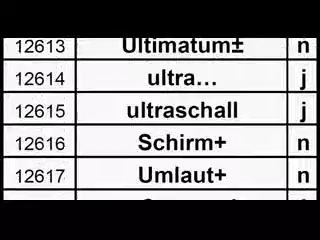 12613 Ultimatum± n
12614 ultra… j
12615 ultraschall j
12616 Schirm+ n
12617 Umlaut+ n